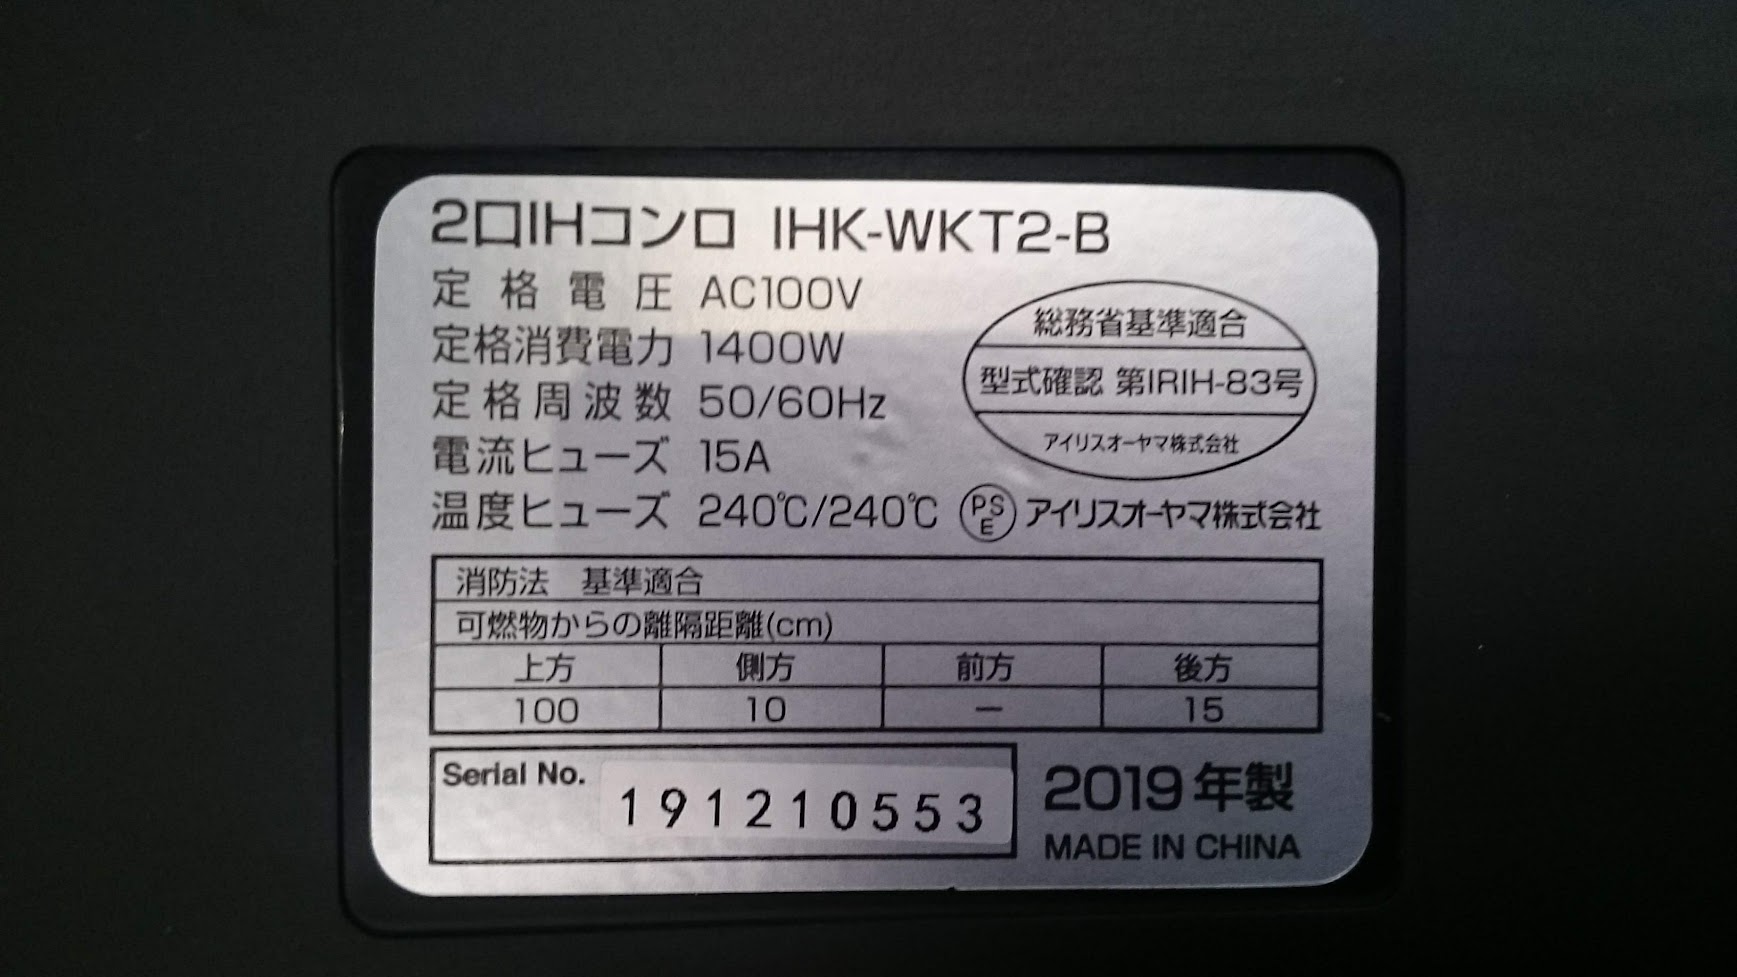 2口IHコンロ IHK-WKT2-B
定格電圧 AC100V
定格消費電力 1400W
定格周波数 50/60Hz
電流ヒューズ 15A
温度ヒューズ 240℃/240℃
総務省基準適合
型式確認 第IRIH-83号
アイリスオーヤマ株式会社
PSE アイリスオーヤマ株式会社
消防法 基準適合
可燃物からの離隔距離(cm)
上方 側方 前方 後方
100 10 ー 15
Serial No. 191210553
2019年製
MADE IN CHINA